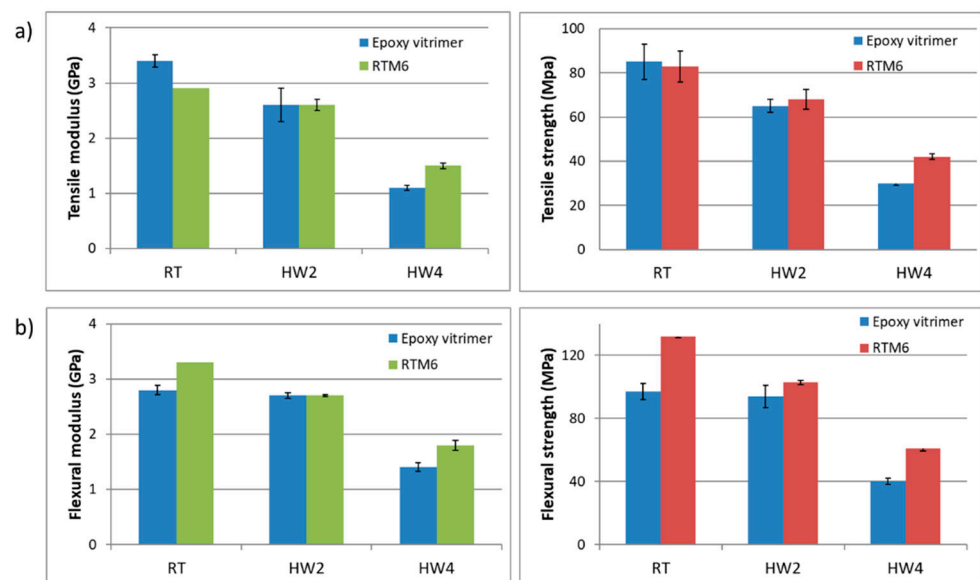 a)
Tensile modulus (GPa)
4
3
2
1
0
Epoxy vitrimer
RTM6
RT HW2 HW4
Tensile strength (Mpa)
100
80
60
40
20
0
Epoxy vitrimer
RTM6
RT HW2 HW4
b)
Flexural modulus (GPa)
4
3
2
1
0
Epoxy vitrimer
RTM6
RT HW2 HW4
Flexural strength (MPa)
120
80
40
0
Epoxy vitrimer
RTM6
RT HW2 HW4